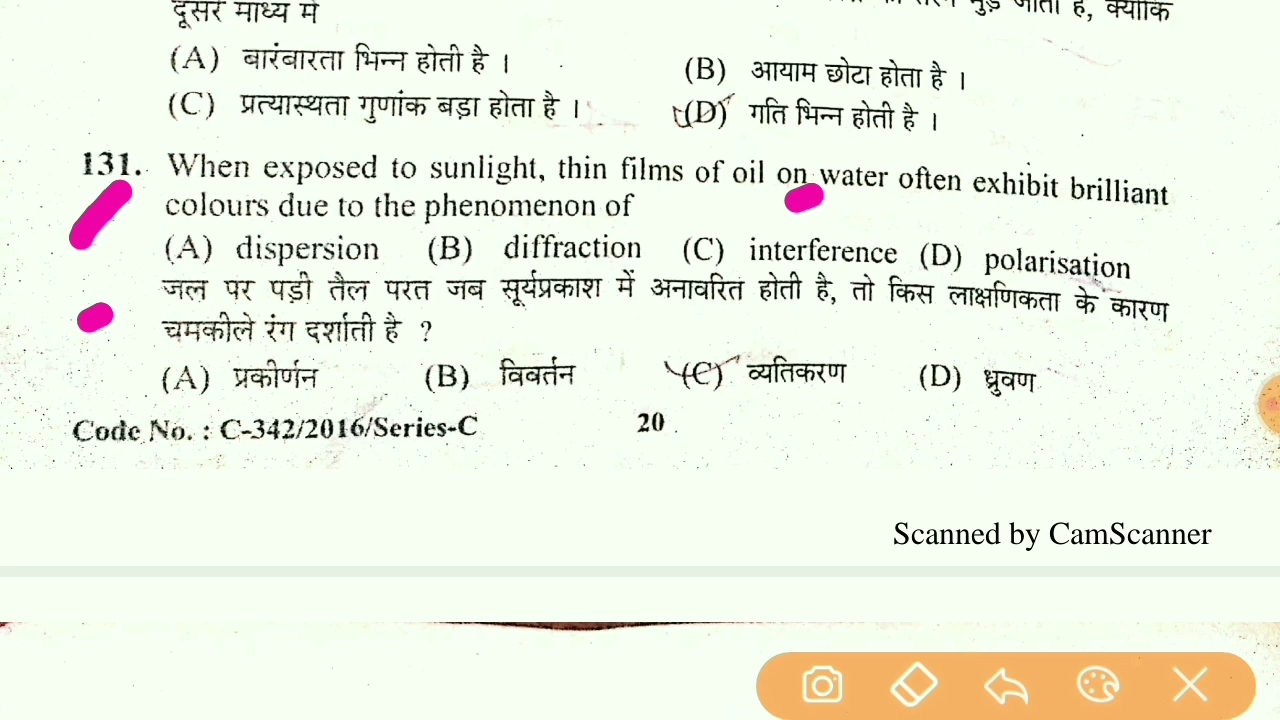 दूसरे माध्य में
मुड़ जाती है, क्योंकि
(A) बारंबारता भिन्न होती है ।
(B) आयाम छोटा होता है ।
(C) प्रत्यास्थता गुणांक बड़ा होता है ।
(D) गति भिन्न होती है ।
131. When exposed to sunlight, thin films of oil on water often exhibit brilliant
colours due to the phenomenon of
(A) dispersion (B) diffraction (C) interference (D) polarisation
जल पर पड़ी तैल परत जब सूर्यप्रकाश में अनावरित होती है, तो किस लाक्षणिकता के कारण
चमकीले रंग दर्शाती है ?
(A) प्रकीर्णन (B) विवर्तन (C) व्यतिकरण (D) ध्रुवण
Code No. : C-342/2016/Series-C 20
Scanned by CamScanner